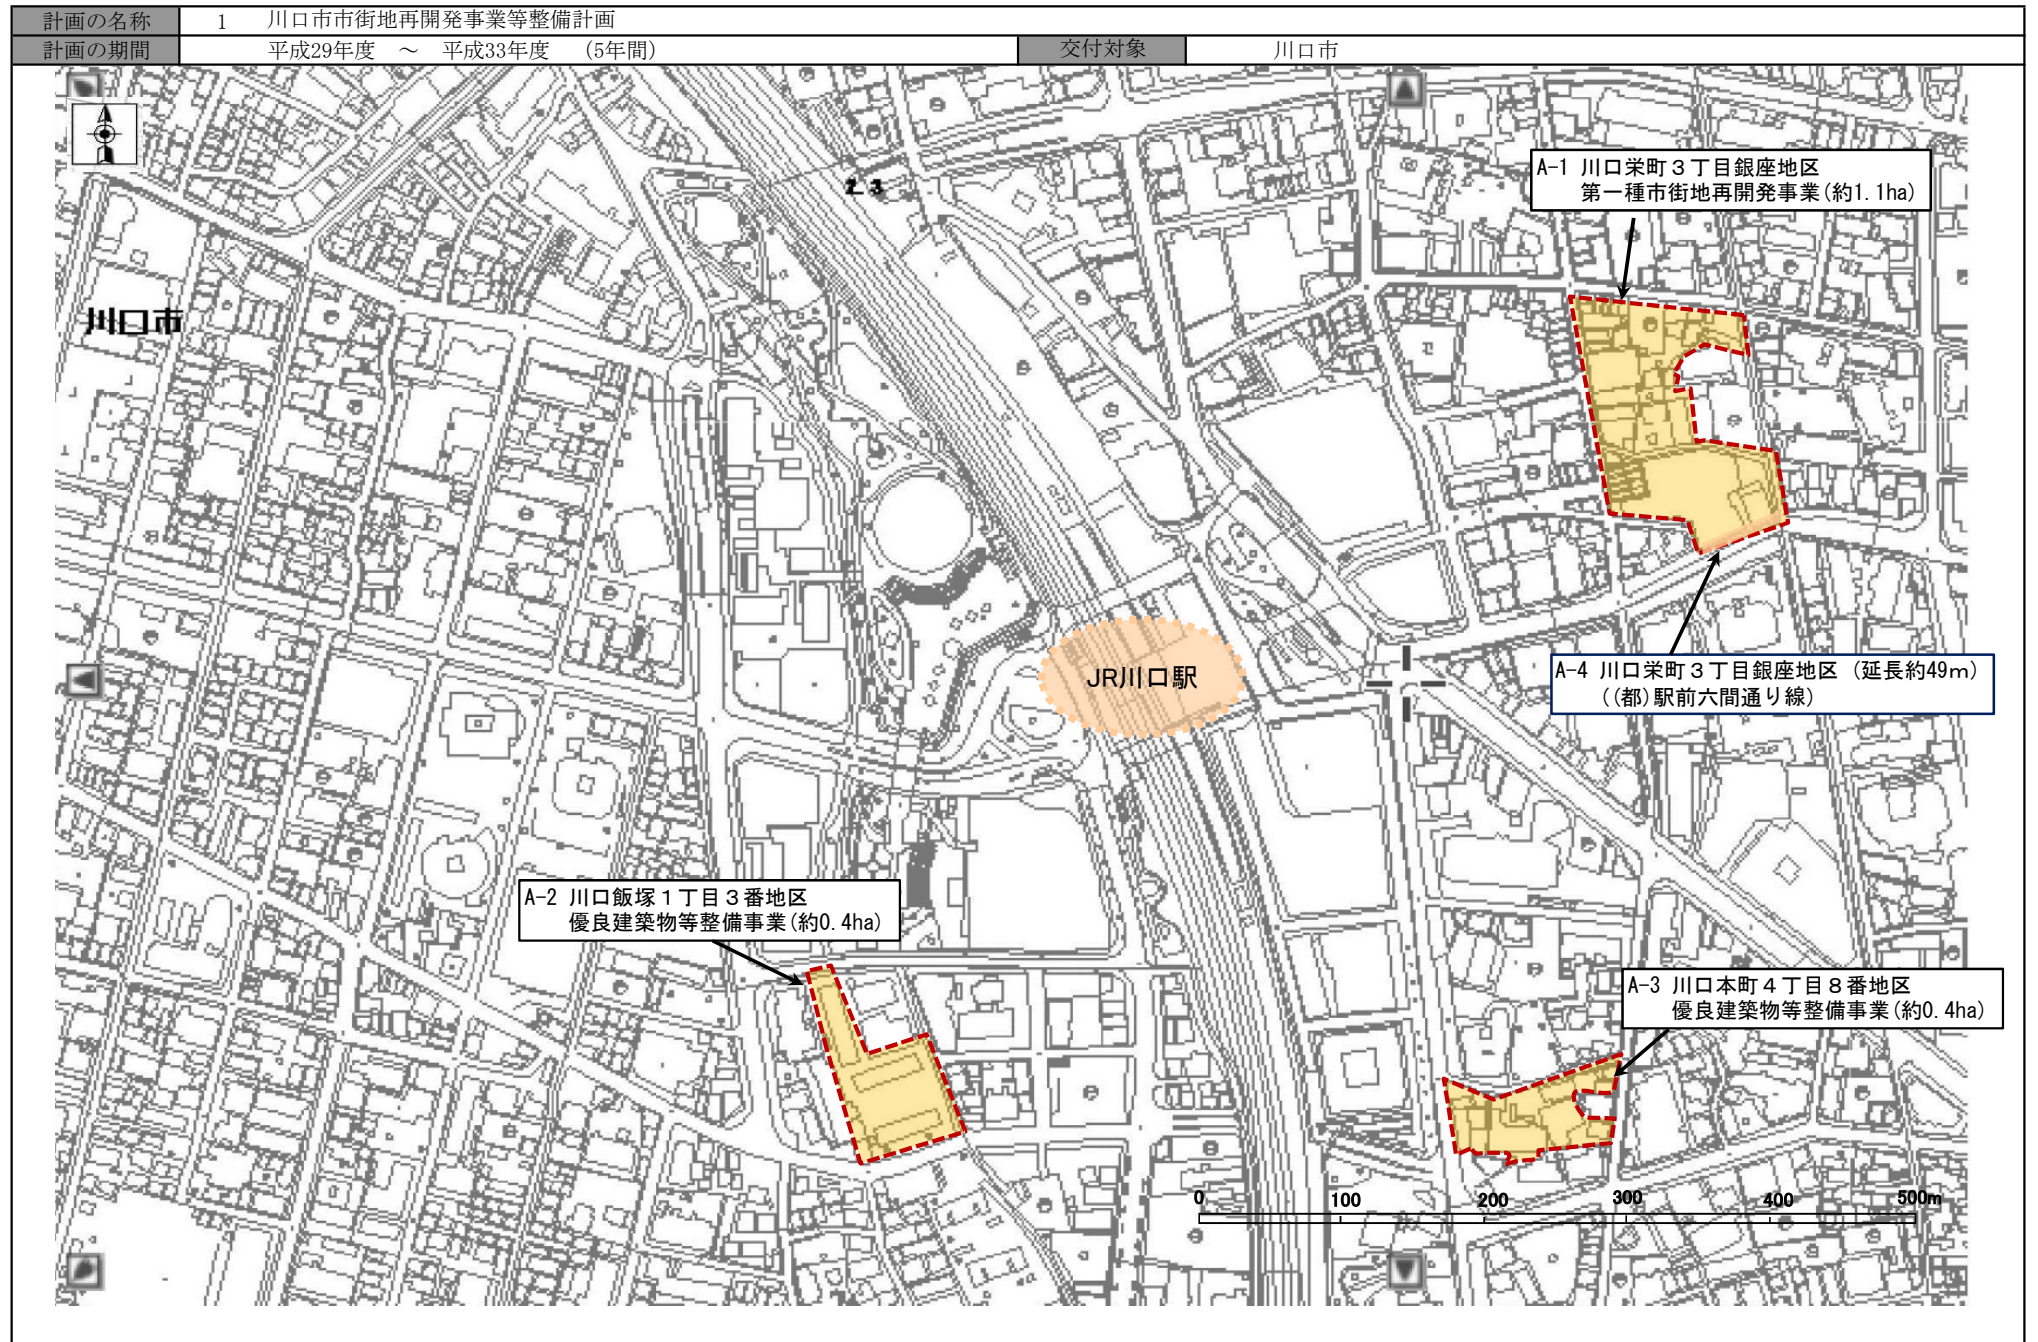 計画の名称 1 川口市市街地再開発事業等整備計画
計画の期間 平成29年度 ~ 平成33年度 (5年間) 交付対象 川口市
A-1 川口栄町3丁目銀座地区
第一種市街地再開発事業(約1.1ha)
2.3
川口市
JR川口駅
A-4 川口栄町3丁目銀座地区 (延長約49m)
((都)駅前六間通り線)
A-2 川口飯塚1丁目3番地区
優良建築物等整備事業(約0.4ha)
A-3 川口本町4丁目8番地区
優良建築物等整備事業(約0.4ha)
0 100 200 300 400 500m